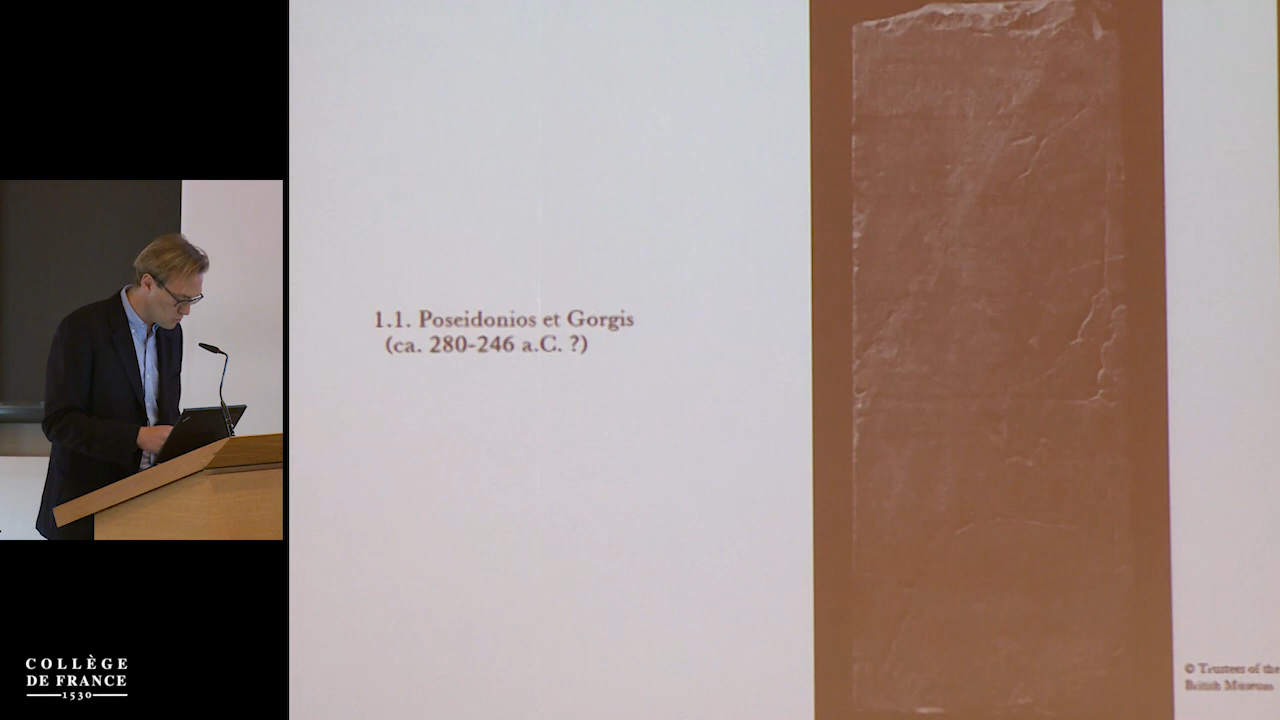 1.1. Poseidonios et Gorgis
(ca. 280-246 a.C. ?)
© Trustees of the
British Museum
COLLÈGE
DE FRANCE
1530